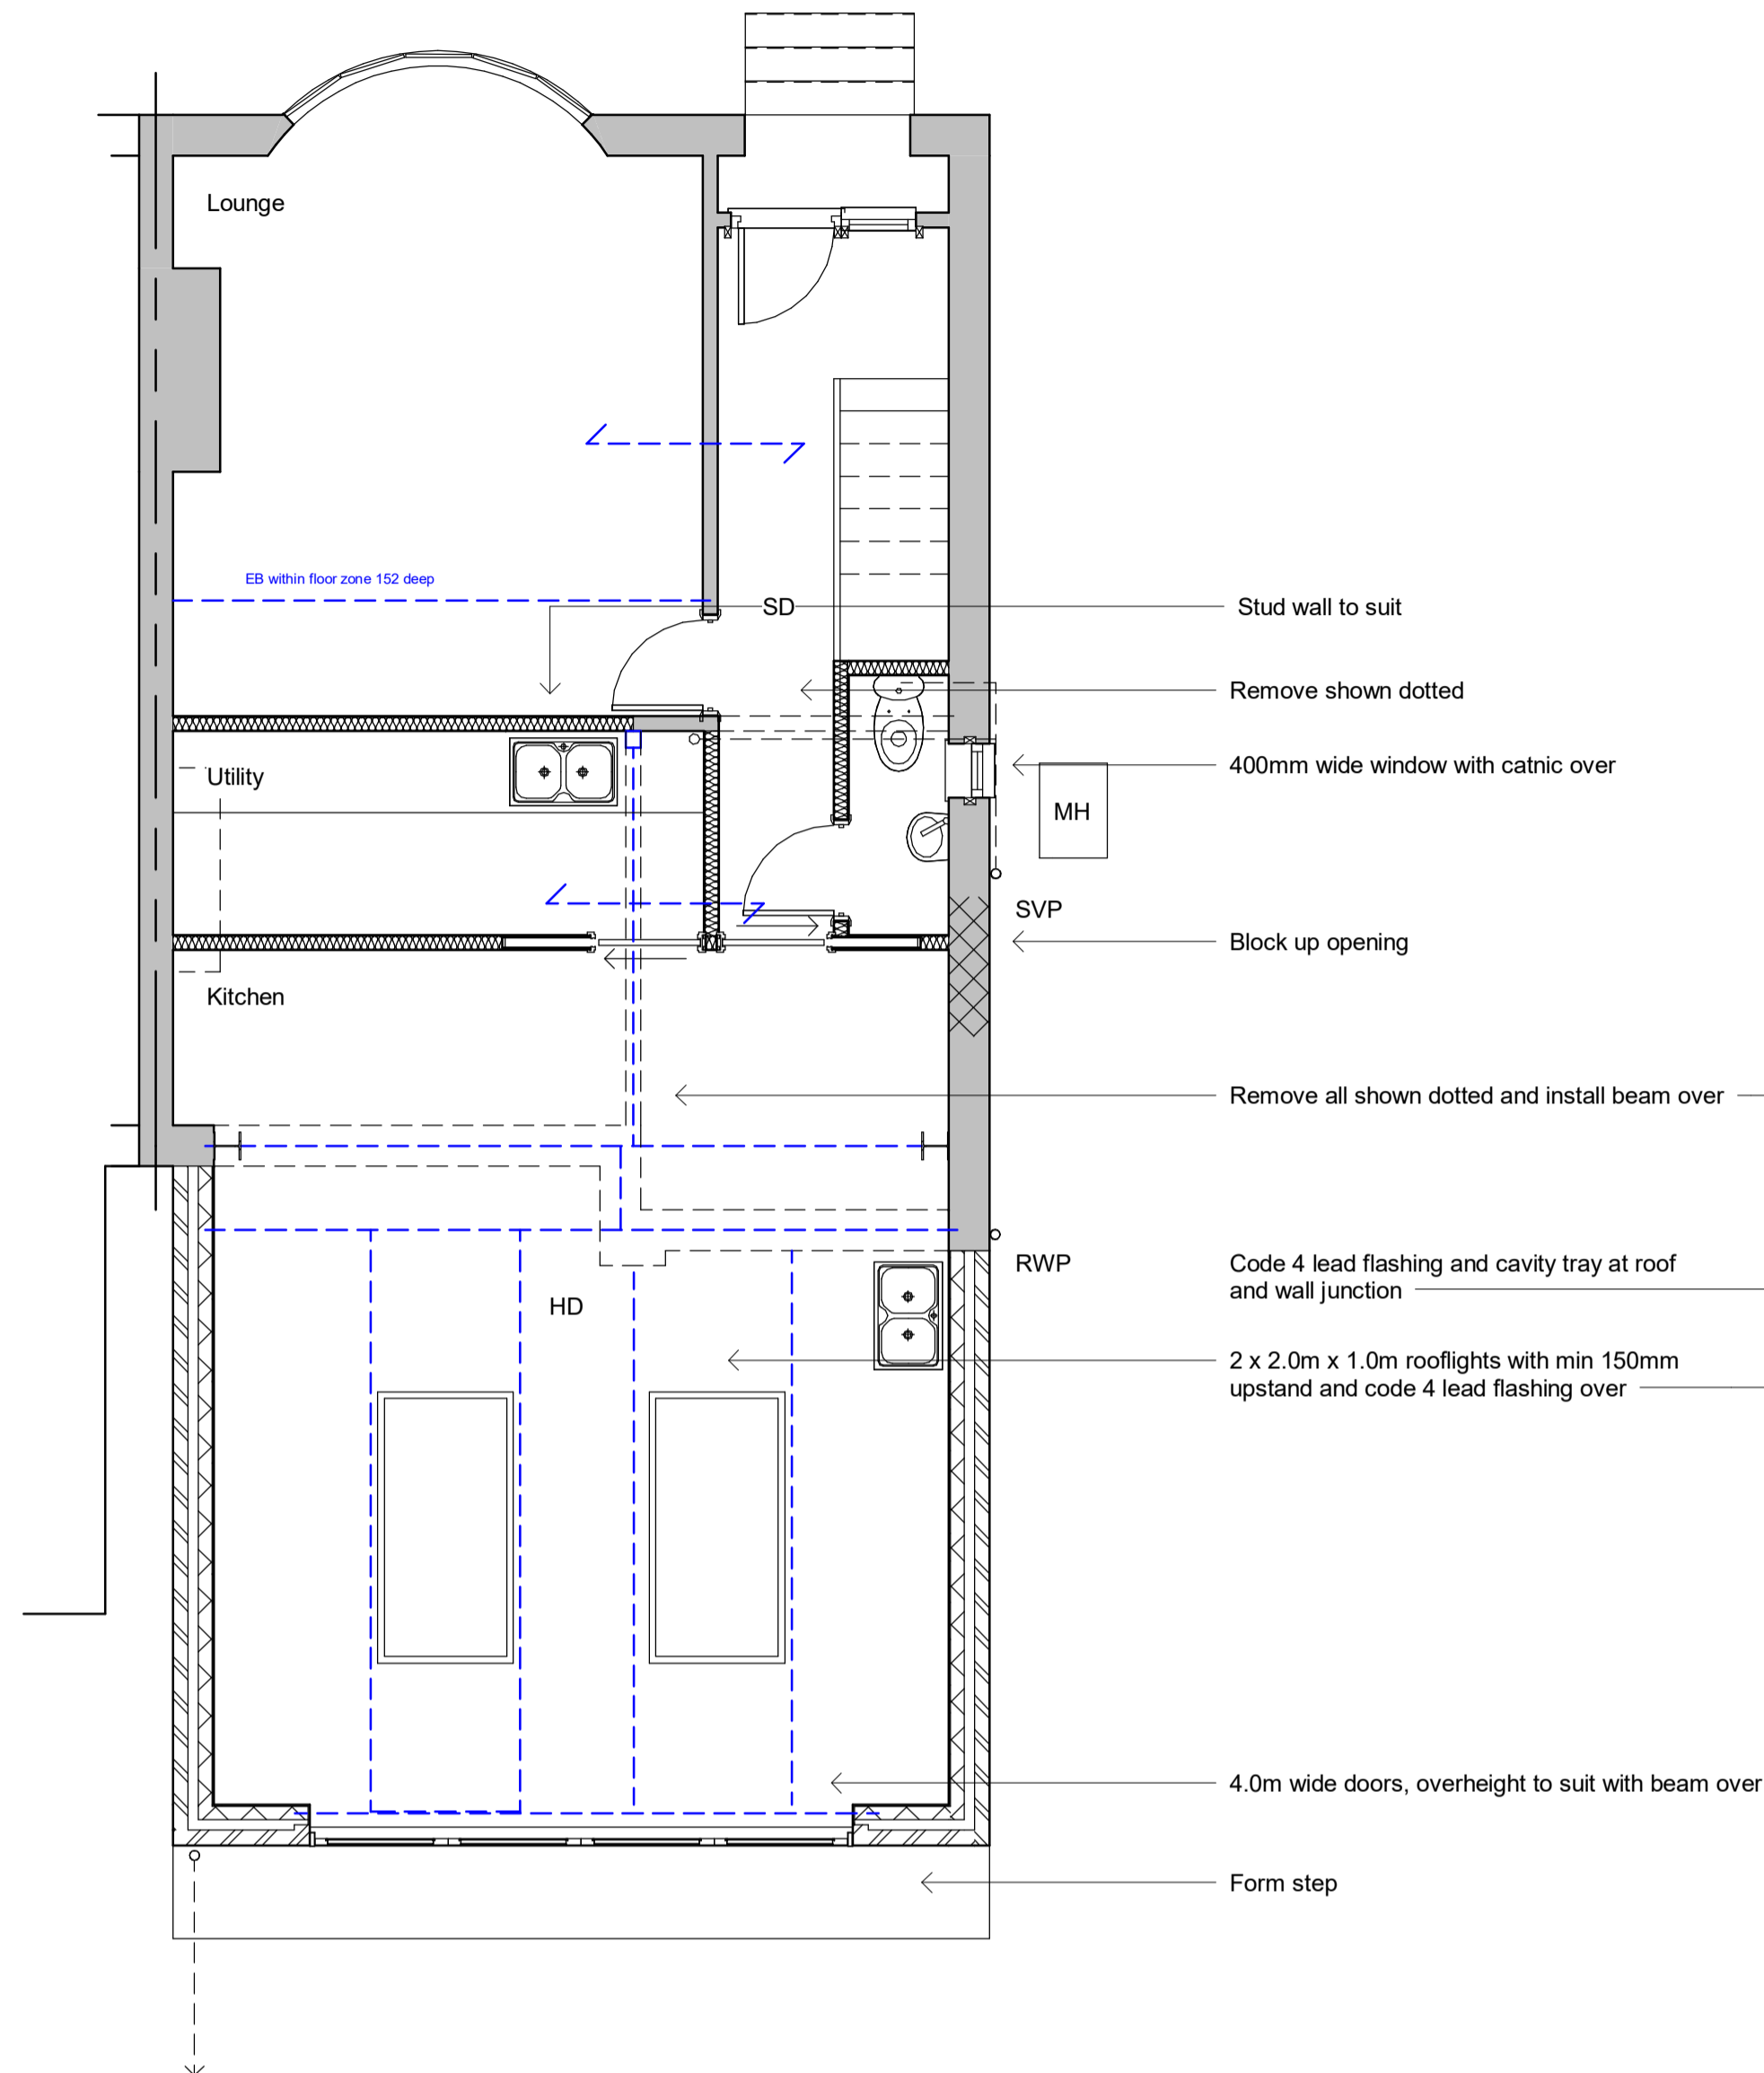 Lounge
EB within floor zone 152 deep
SD
Stud wall to suit
Remove shown dotted
400mm wide window with catnic over
Utility
MH
SVP
Block up opening
Kitchen
Remove all shown dotted and install beam over
RWP
Code 4 lead flashing and cavity tray at roof
and wall junction
HD
2 x 2.0m x 1.0m rooflights with min 150mm
upstand and code 4 lead flashing over
4.0m wide doors, overheight to suit with beam over
Form step